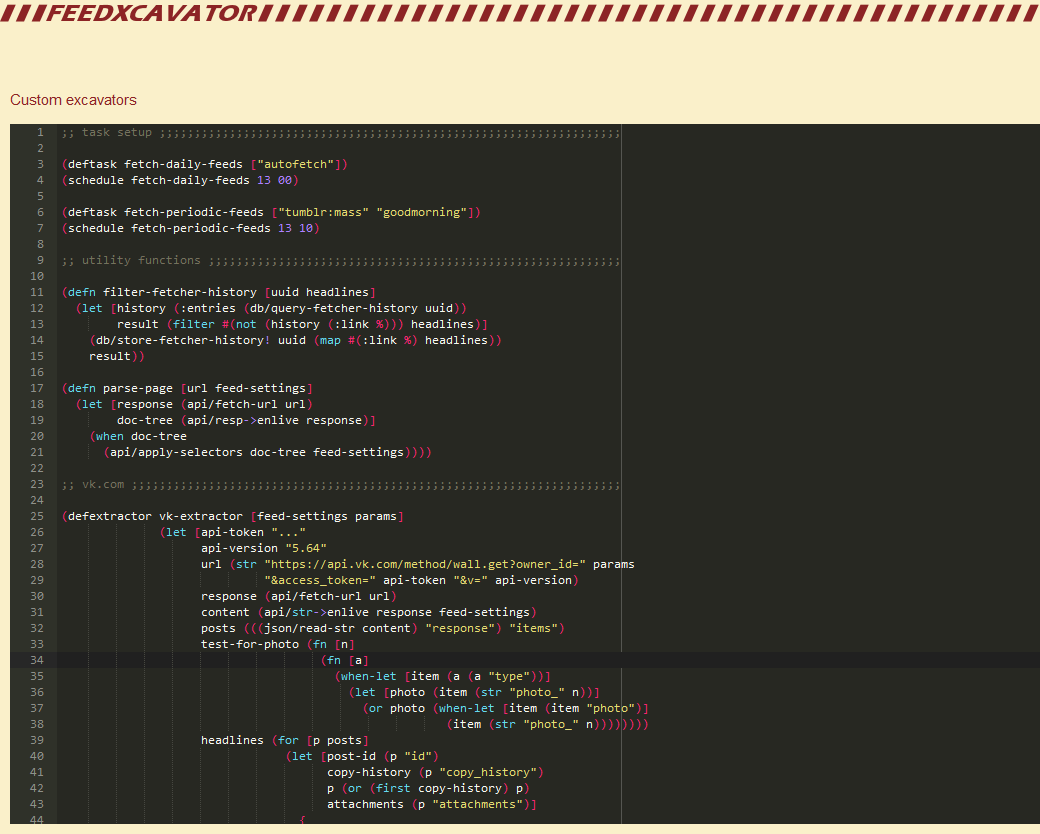 FEEDXCAVATOR
Custom excavators
1 ;; task setup ;;;;;;;;;;;;;;;;;;;;;;;;;;;;;;;;;;;;;;;;;;;;;;;;;;;;;;;;;;;;;;;;;;
2
3 (deftask fetch-daily-feeds ["autofetch"])
4 (schedule fetch-daily-feeds 13 00)
5
6 (deftask fetch-periodic-feeds ["tumblr:mass" "goodmorning"])
7 (schedule fetch-periodic-feeds 13 10)
8
9 ;; utility functions ;;;;;;;;;;;;;;;;;;;;;;;;;;;;;;;;;;;;;;;;;;;;;;;;;;;;;;;;;;;
10
11 (defn filter-fetcher-history [uuid headlines]
12   (let [history (:entries (db/query-fetcher-history uuid))
13         result (filter #(not (history (:link %))) headlines)]
14     (db/store-fetcher-history! uuid (map #(:link %) headlines))
15     result))
16
17 (defn parse-page [url feed-settings]
18   (let [response (api/fetch-url url)
19         doc-tree (api/resp->enlive response)]
20     (when doc-tree
21       (api/apply-selectors doc-tree feed-settings))))
22
23 ;; vk.com ;;;;;;;;;;;;;;;;;;;;;;;;;;;;;;;;;;;;;;;;;;;;;;;;;;;;;;;;;;;;;;;;;;;;;;
24
25 (defextractor vk-extractor [feed-settings params]
26               (let [api-token "..."
27                     api-version "5.64"
28                     url (str "https://api.vk.com/method/wall.get?owner_id=" params
29                              "&access_token=" api-token "&v=" api-version)
30                     response (api/fetch-url url)
31                     content (api/str->enlive response feed-settings)
32                     posts (((json/read-str content) "response") "items")
33                     test-for-photo (fn [n]
34                                      (fn [a]
35                                        (when-let [item (a (a "type"))]
36                                          (let [photo (item (str "photo_" n))]
37                                            (or photo (when-let [item (item "photo")]
38                                                        (item (str "photo_" n))))))))
39                     headlines (for [p posts]
40                                 (let [post-id (p "id")
41                                       copy-history (p "copy_history")
42                                       p (or (first copy-history) p)
43                                       attachments (p "attachments")]
44                                   {